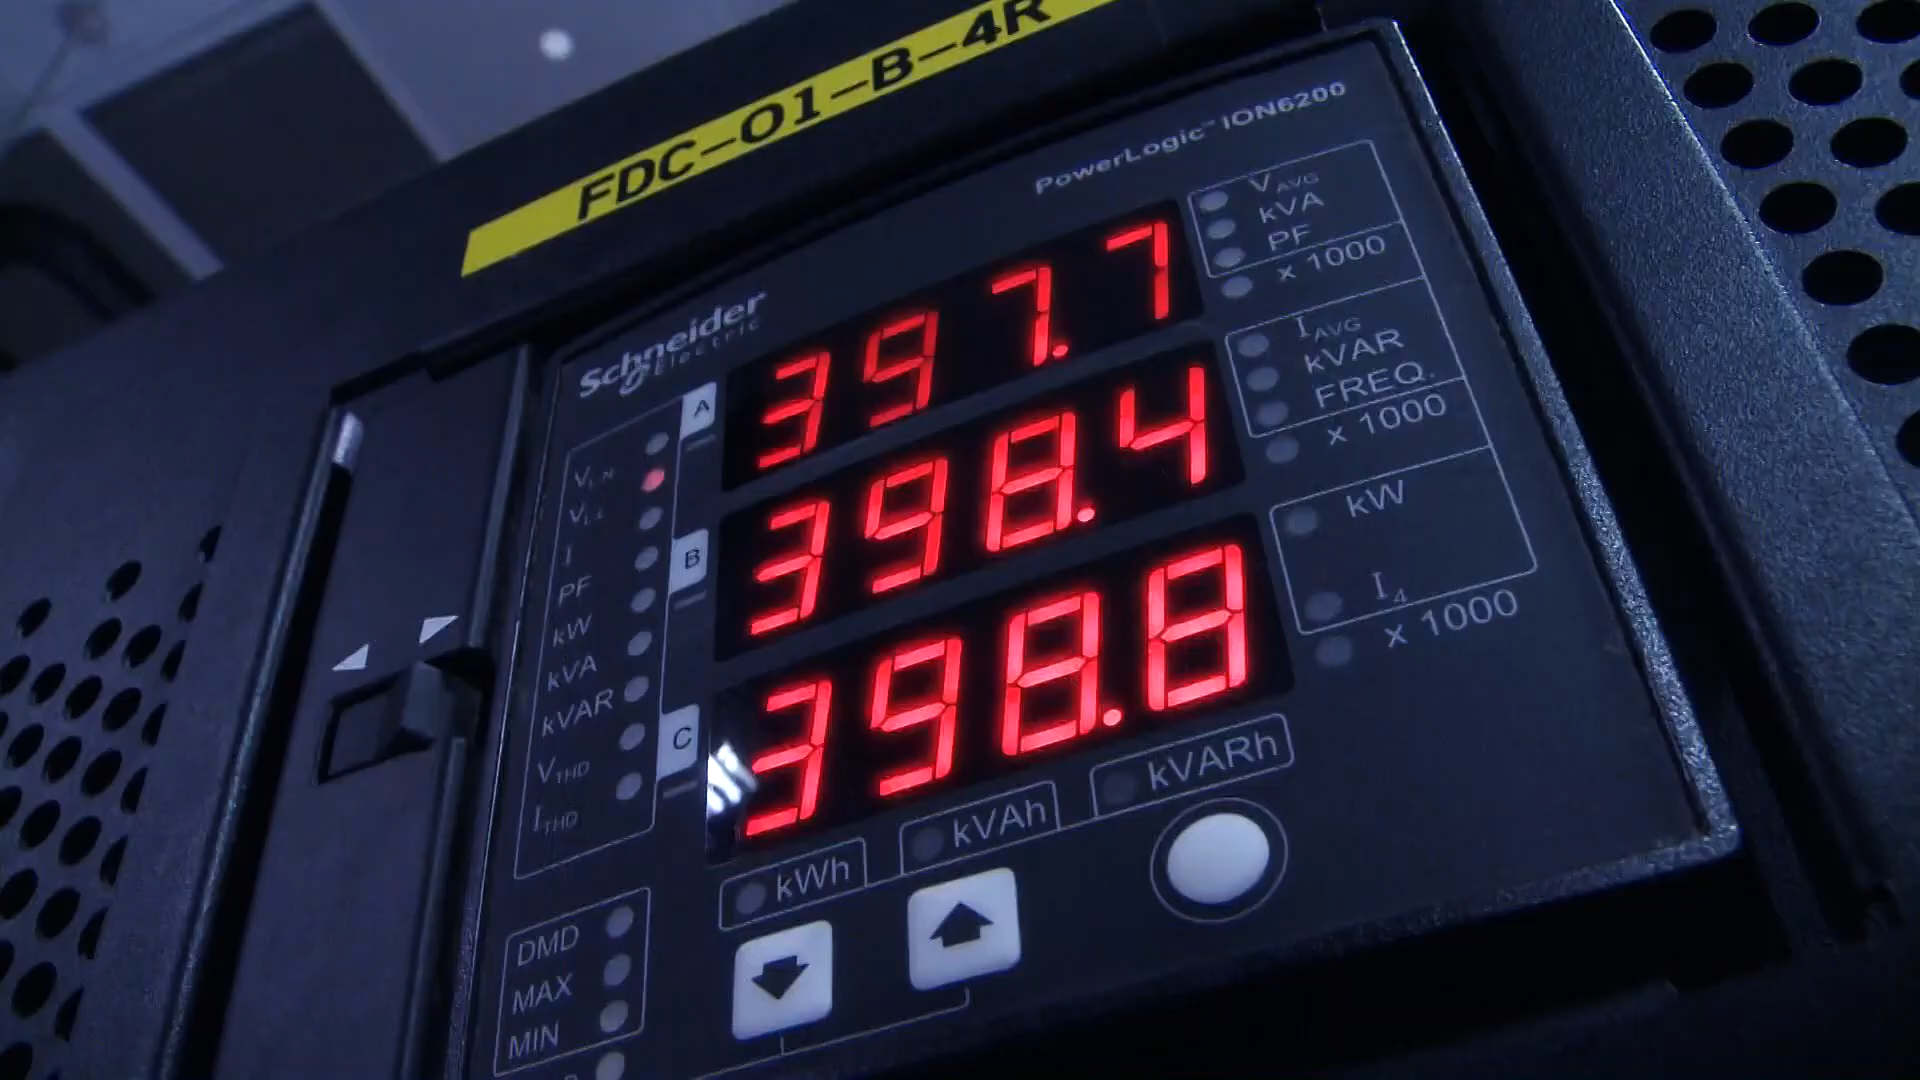 FDC-01-B-4R
PowerLogic™ ION6200
Schneider
Electric
A
397.7
VAVG
kVA
PF
x 1000
B
398.4
IAVG
kVAR
FREQ.
x 1000
C
398.8
kW
I4
x 1000
VLN
VLL
I
PF
kW
kVA
kVAR
VTHD
ITHD
kWh
kVAh
kVARh
DMD
MAX
MIN